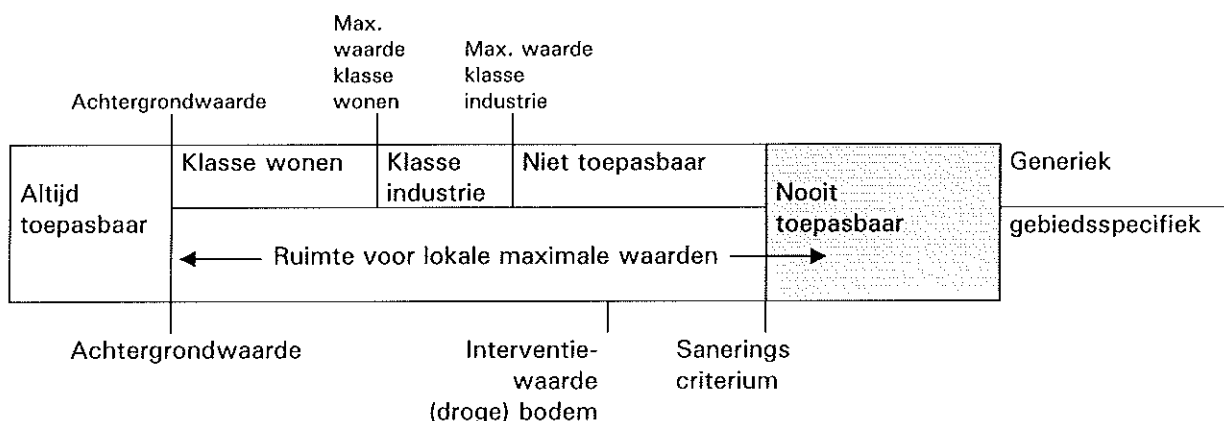 Max.
waarde
klasse
wonen
Max. waarde
klasse
industrie
Achtergrondwaarde
Klasse wonen
Klasse
industrie
Niet toepasbaar
Generiek
Altijd
toepasbaar
Nooit
toepasbaar
gebiedsspecifiek
Ruimte voor lokale maximale waarden
Achtergrondwaarde
Interventie-
waarde
(droge) bodem
Sanerings
criterium